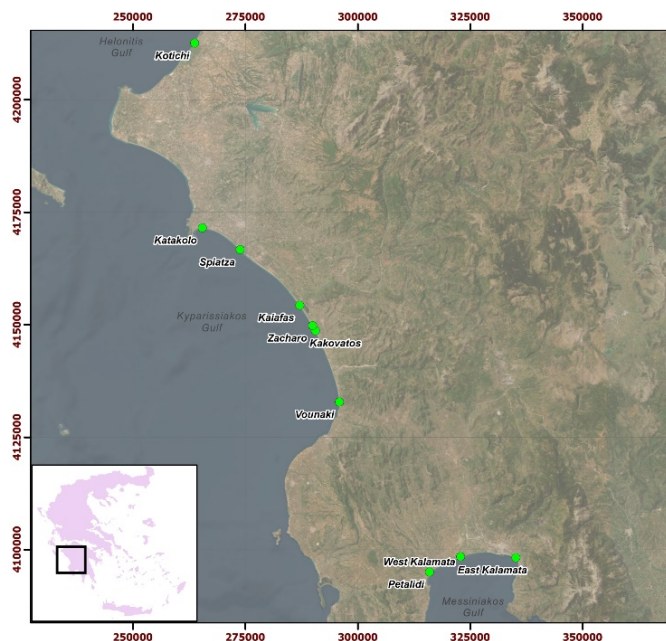 250000 275000 300000 325000 350000
Helonitis
Gulf
Kotichi
4200000
4175000
Katakolo
Spiatza
Kyparissiakos
Gulf
Kaiafas
4150000
Zacharo
Kakovatos
Vounaki
4125000
4100000
West Kalamata
East Kalamata
Petalidi
Messiniakos
Gulf
250000 275000 300000 325000 350000